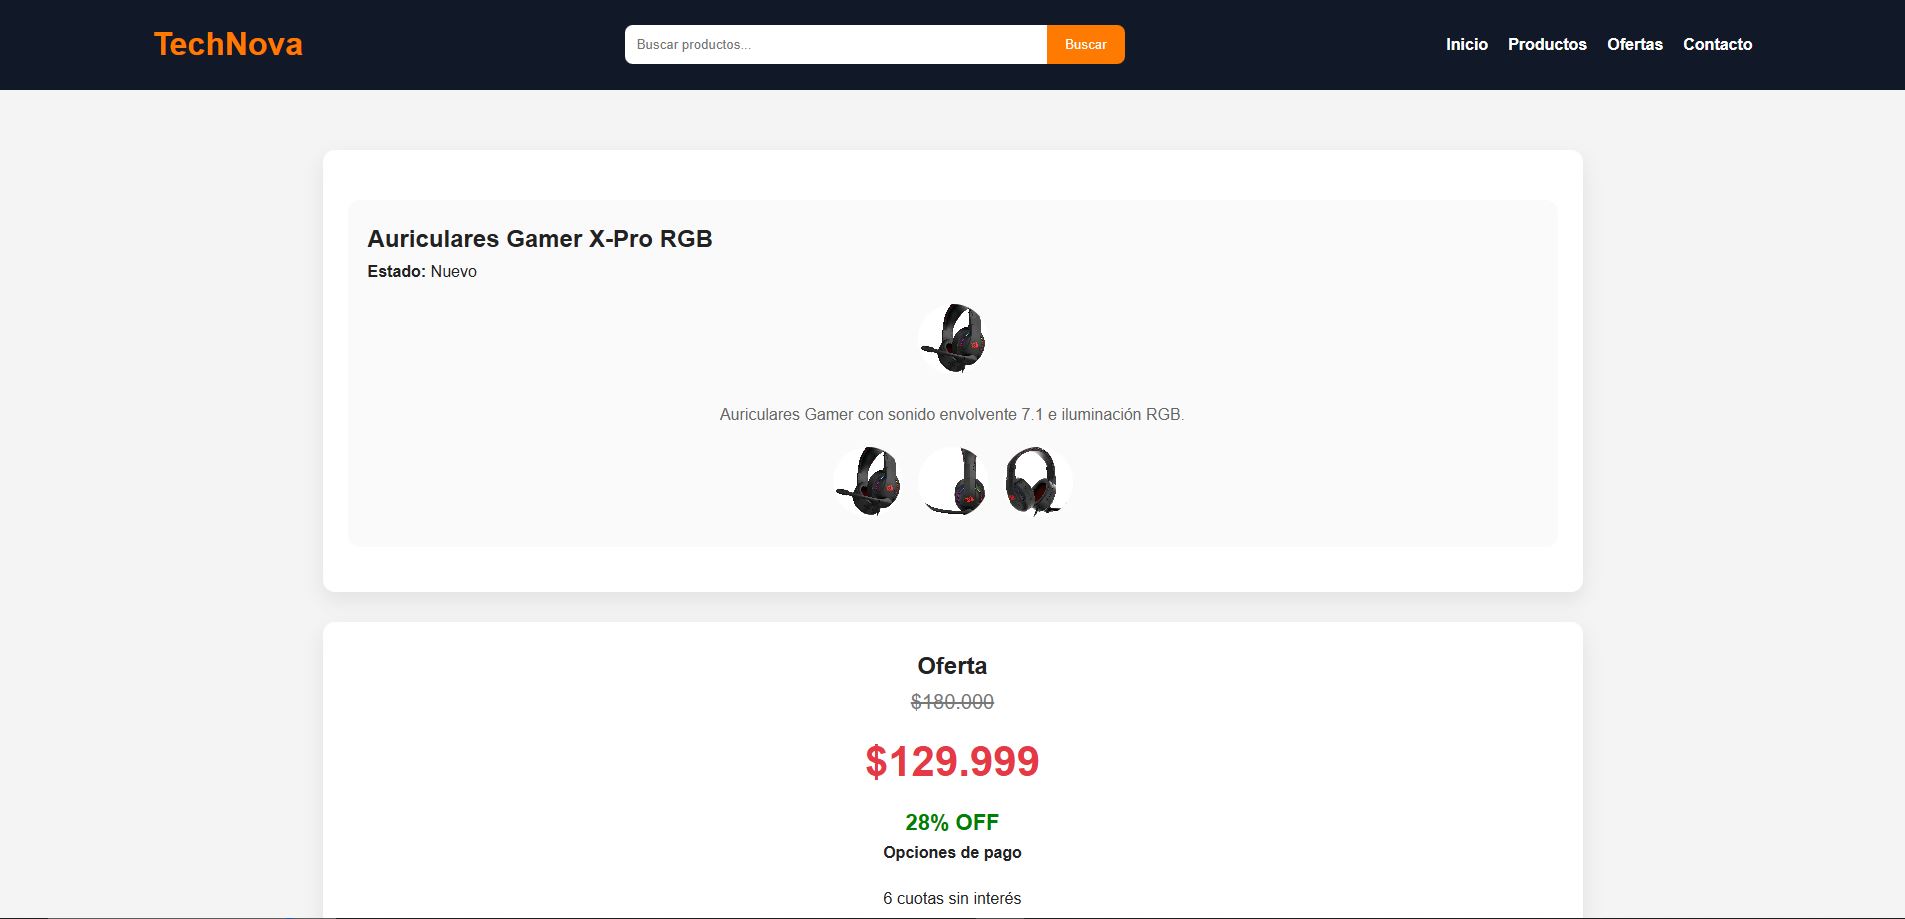 TechNova
Buscar productos...
Buscar
Inicio
Productos
Ofertas
Contacto
Auriculares Gamer X-Pro RGB
Estado: Nuevo
Auriculares Gamer con sonido envolvente 7.1 e iluminación RGB.
Oferta
$180.000
$129.999
28% OFF
Opciones de pago
6 cuotas sin interés